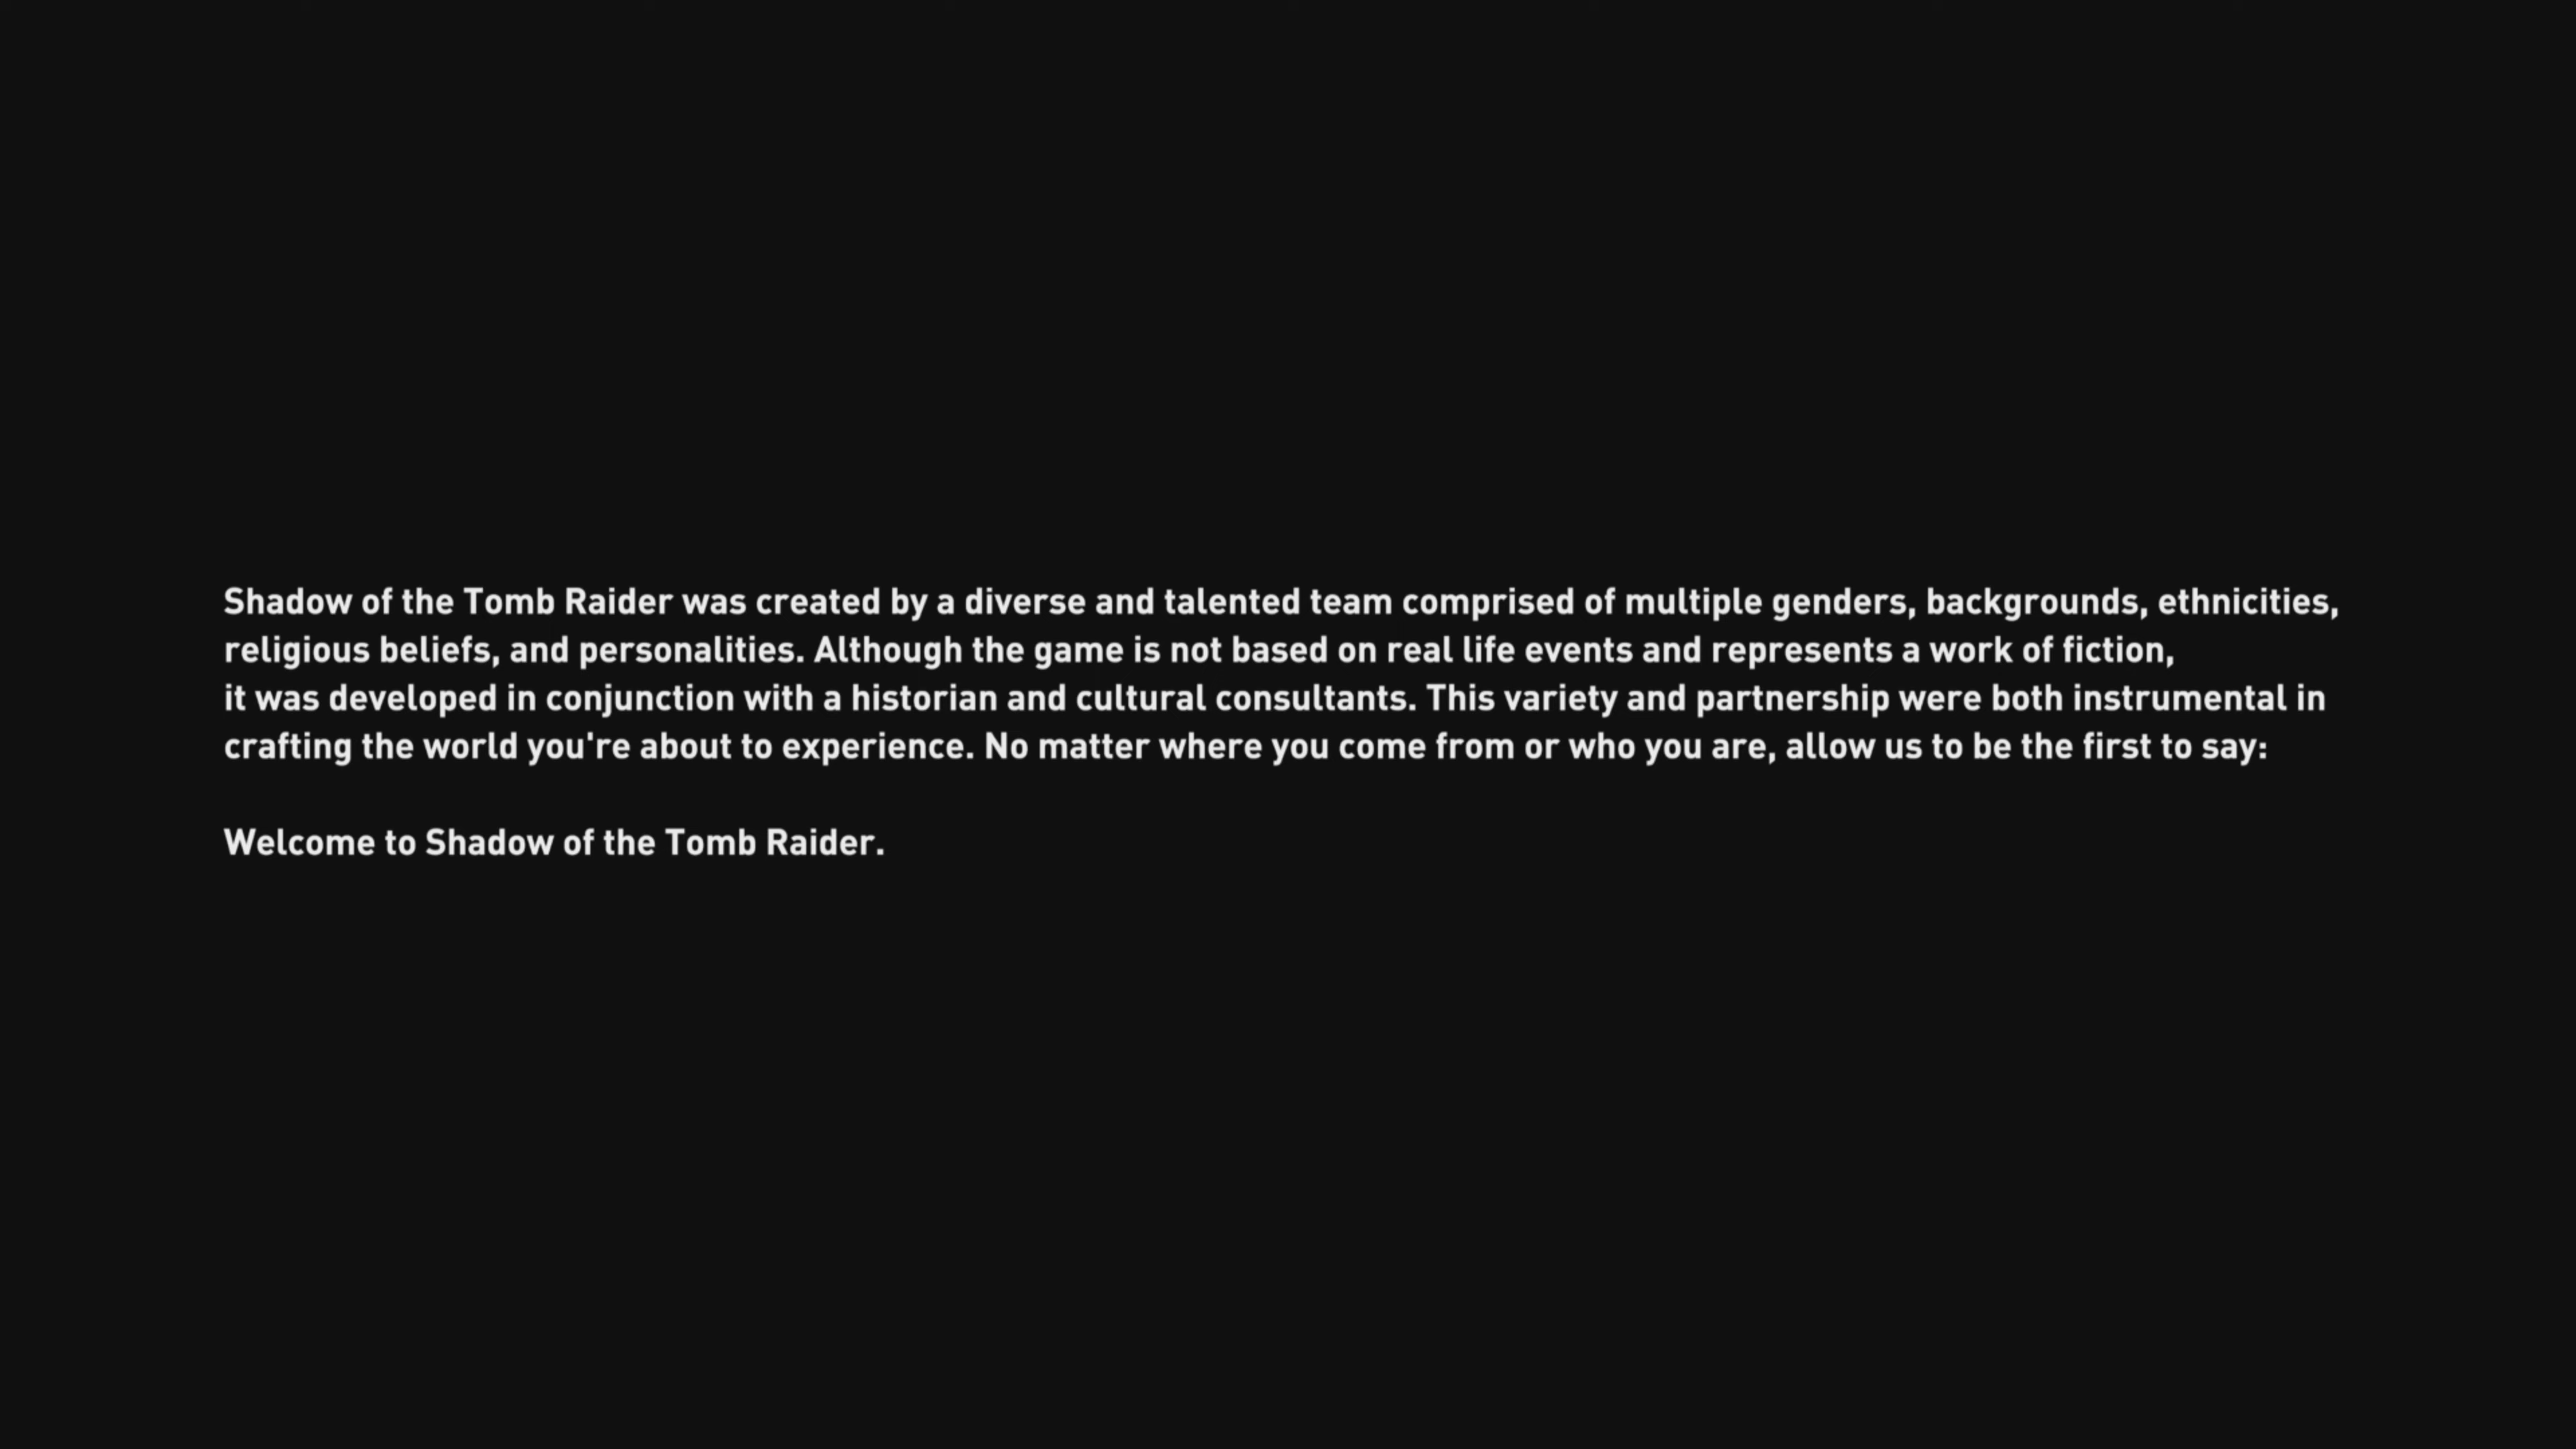 Shadow of the Tomb Raider was created by a diverse and talented team comprised of multiple genders, backgrounds, ethnicities,
religious beliefs, and personalities. Although the game is not based on real life events and represents a work of fiction,
it was developed in conjunction with a historian and cultural consultants. This variety and partnership were both instrumental in
crafting the world you're about to experience. No matter where you come from or who you are, allow us to be the first to say:
Welcome to Shadow of the Tomb Raider.